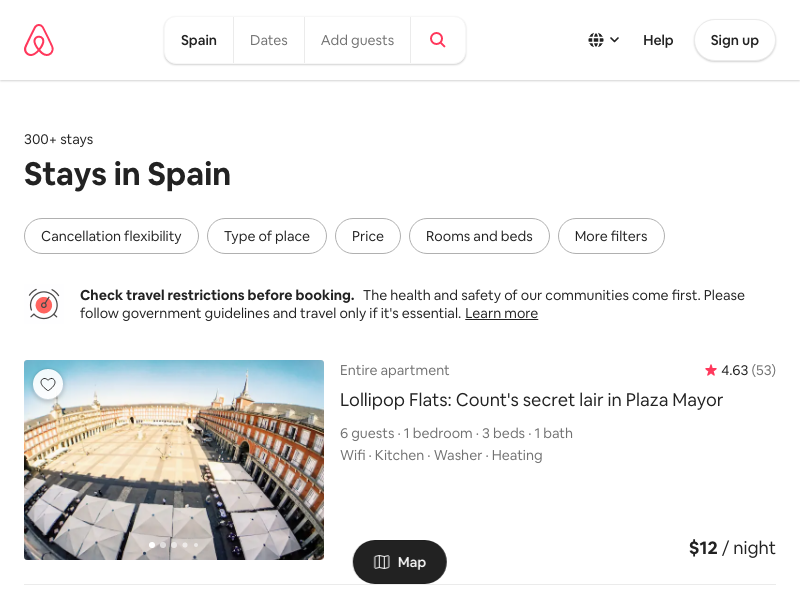 Spain
Dates
Add guests
Help
Sign up
300+ stays
Stays in Spain
Cancellation flexibility
Type of place
Price
Rooms and beds
More filters
Check travel restrictions before booking. The health and safety of our communities come first. Please
follow government guidelines and travel only if it's essential. Learn more
Entire apartment
4.63 (53)
Lollipop Flats: Count's secret lair in Plaza Mayor
6 guests · 1 bedroom · 3 beds · 1 bath
Wifi · Kitchen · Washer · Heating
$12 / night
Map